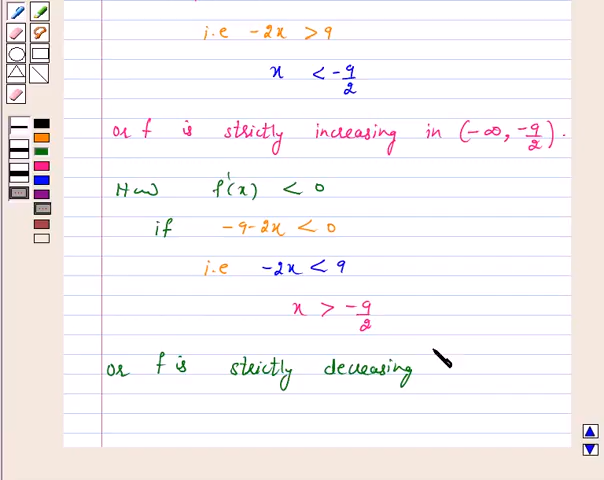 i.e -2x > 9
x < -9/2
or f is strictly increasing in (-∞, -9/2).
Now f'(x) < 0
if -9-2x < 0
i.e -2x < 9
x > -9/2
or f is strictly decreasing